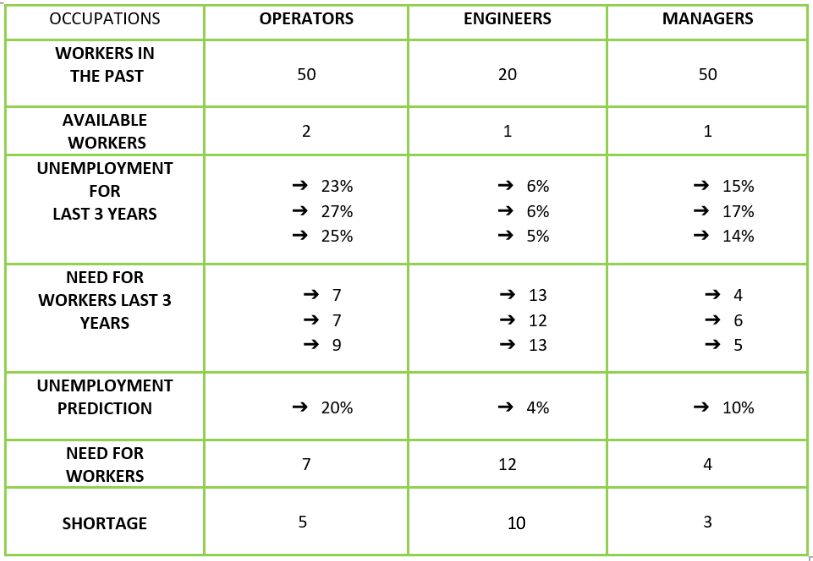 OCCUPATIONS OPERATORS ENGINEERS MANAGERS
WORKERS IN
THE PAST
50 20 50
AVAILABLE
WORKERS
2 1 1
UNEMPLOYMENT
FOR
LAST 3 YEARS
➔ 23% ➔ 6% ➔ 15%
➔ 27% ➔ 6% ➔ 17%
➔ 25% ➔ 5% ➔ 14%
NEED FOR
WORKERS LAST 3
YEARS
➔ 7 ➔ 13 ➔ 4
➔ 7 ➔ 12 ➔ 6
➔ 9 ➔ 13 ➔ 5
UNEMPLOYMENT
PREDICTION
➔ 20% ➔ 4% ➔ 10%
NEED FOR
WORKERS
7 12 4
SHORTAGE 5 10 3